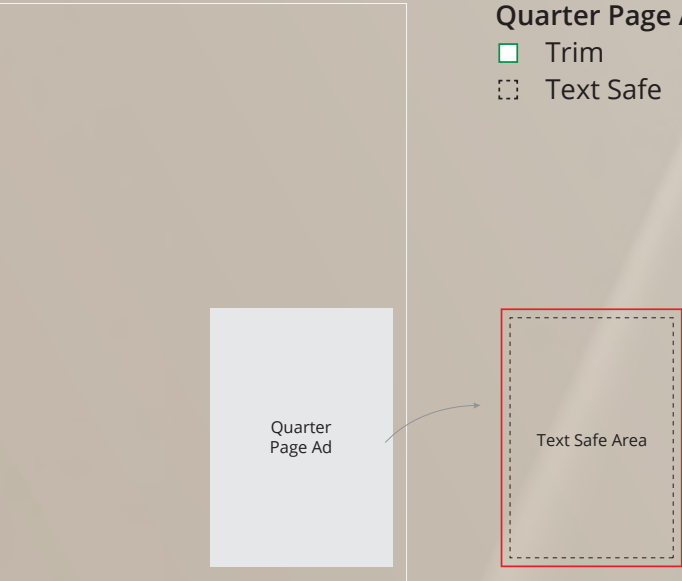 Quarter Page
Trim
Text Safe
Quarter
Page Ad
Text Safe Area